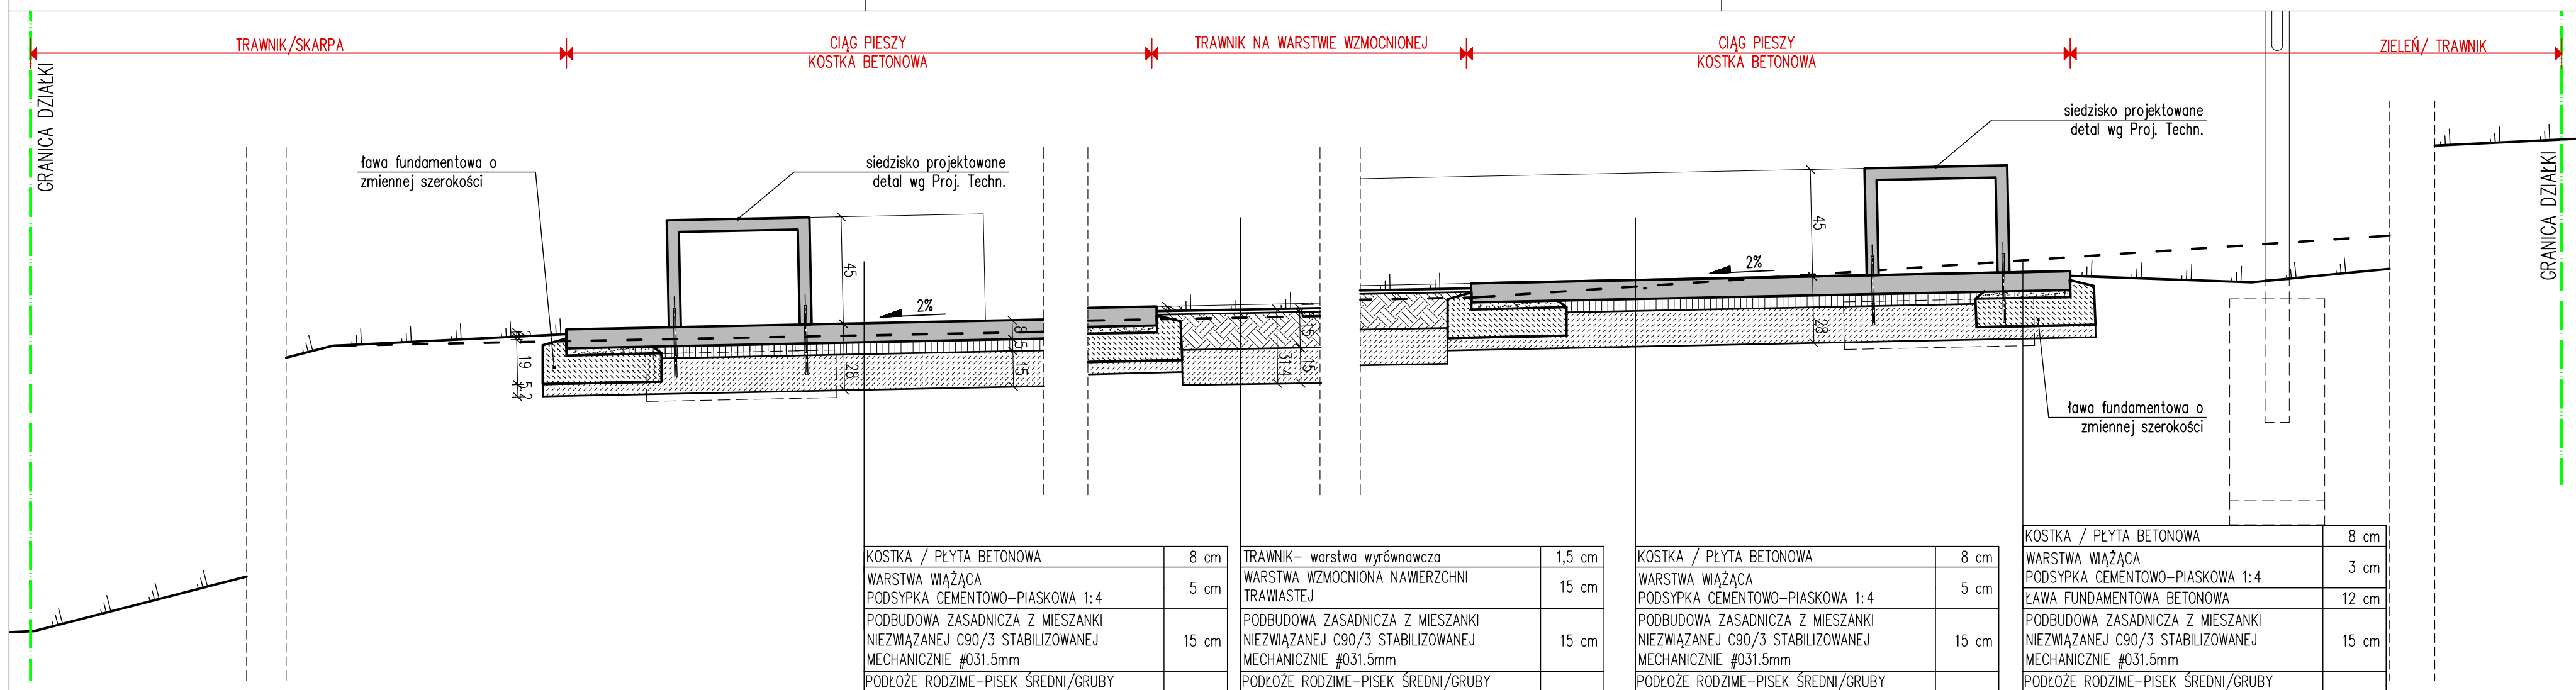 TRAWNIK/SKARPA
CIĄG PIESZY
KOSTKA BETONOWA
TRAWNIK NA WARSTWIE WZMOCNIONEJ
CIĄG PIESZY
KOSTKA BETONOWA
ZIELEŃ/ TRAWNIK
GRANICA DZIAŁKI
GRANICA DZIAŁKI
ława fundamentowa o
zmiennej szerokości
siedzisko projektowane
detal wg Proj. Techn.
siedzisko projektowane
detal wg Proj. Techn.
45
2%
28
19
8
5
15
15
31.4
15
45
2%
28
ława fundamentowa o
zmiennej szerokości
KOSTKA / PŁYTA BETONOWA 8 cm
WARSTWA WIĄŻĄCA
PODSYPKA CEMENTOWO-PIASKOWA 1:4 5 cm
PODBUDOWA ZASADNICZA Z MIESZANKI
NIEZWIĄZANEJ C90/3 STABILIZOWANEJ 15 cm
MECHANICZNIE #031.5mm
PODŁOŻE RODZIME-PISEK ŚREDNI/GRUBY
TRAWNIK- warstwa wyrównawcza 1,5 cm
WARSTWA WZMOCNIONA NAWIERZCHNI 15 cm
TRAWIASTEJ
PODBUDOWA ZASADNICZA Z MIESZANKI
NIEZWIĄZANEJ C90/3 STABILIZOWANEJ 15 cm
MECHANICZNIE #031.5mm
PODŁOŻE RODZIME-PISEK ŚREDNI/GRUBY
KOSTKA / PŁYTA BETONOWA 8 cm
WARSTWA WIĄŻĄCA
PODSYPKA CEMENTOWO-PIASKOWA 1:4 5 cm
PODBUDOWA ZASADNICZA Z MIESZANKI
NIEZWIĄZANEJ C90/3 STABILIZOWANEJ 15 cm
MECHANICZNIE #031.5mm
PODŁOŻE RODZIME-PISEK ŚREDNI/GRUBY
KOSTKA / PŁYTA BETONOWA 8 cm
WARSTWA WIĄŻĄCA 3 cm
PODSYPKA CEMENTOWO-PIASKOWA 1:4
ŁAWA FUNDAMENTOWA BETONOWA 12 cm
PODBUDOWA ZASADNICZA Z MIESZANKI
NIEZWIĄZANEJ C90/3 STABILIZOWANEJ 15 cm
MECHANICZNIE #031.5mm
PODŁOŻE RODZIME-PISEK ŚREDNI/GRUBY